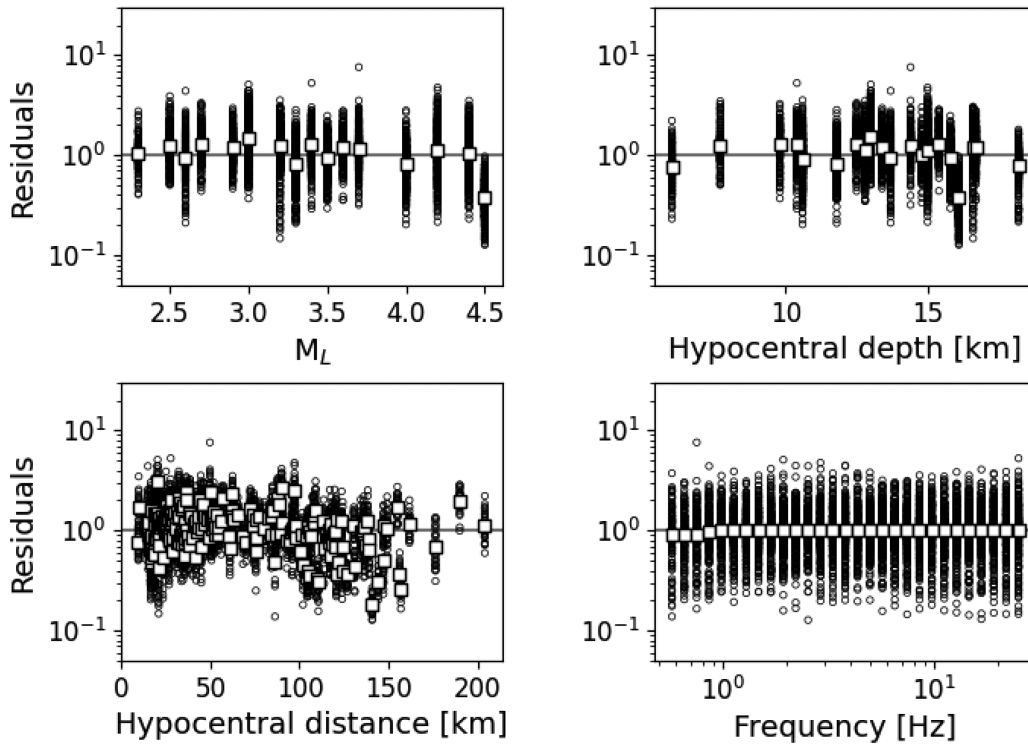 Residuals
10¹
10⁰
10⁻¹
2.5 3.0 3.5 4.0 4.5
M_L
10¹
10⁰
10⁻¹
10 15
Hypocentral depth [km]
Residuals
10¹
10⁰
10⁻¹
0 50 100 150 200
Hypocentral distance [km]
10¹
10⁰
10⁻¹
10⁰ 10¹
Frequency [Hz]